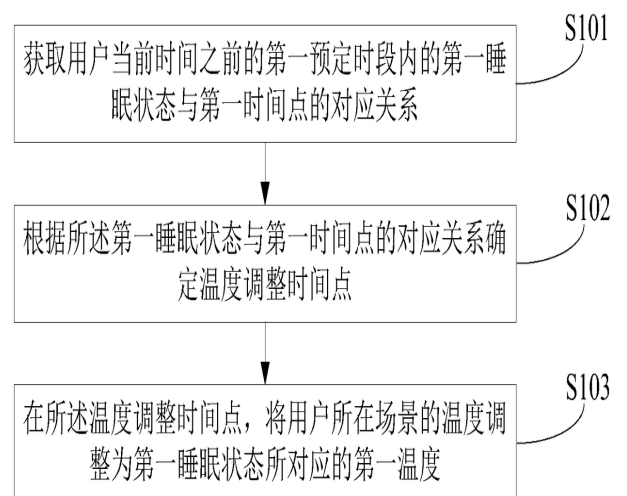 S101
获取用户当前时间之前的第一预定时段内的第一睡
眠状态与第一时间点的对应关系
S102
根据所述第一睡眠状态与第一时间点的对应关系确
定温度调整时间点
S103
在所述温度调整时间点，将用户所在场景的温度调
整为第一睡眠状态所对应的第一温度